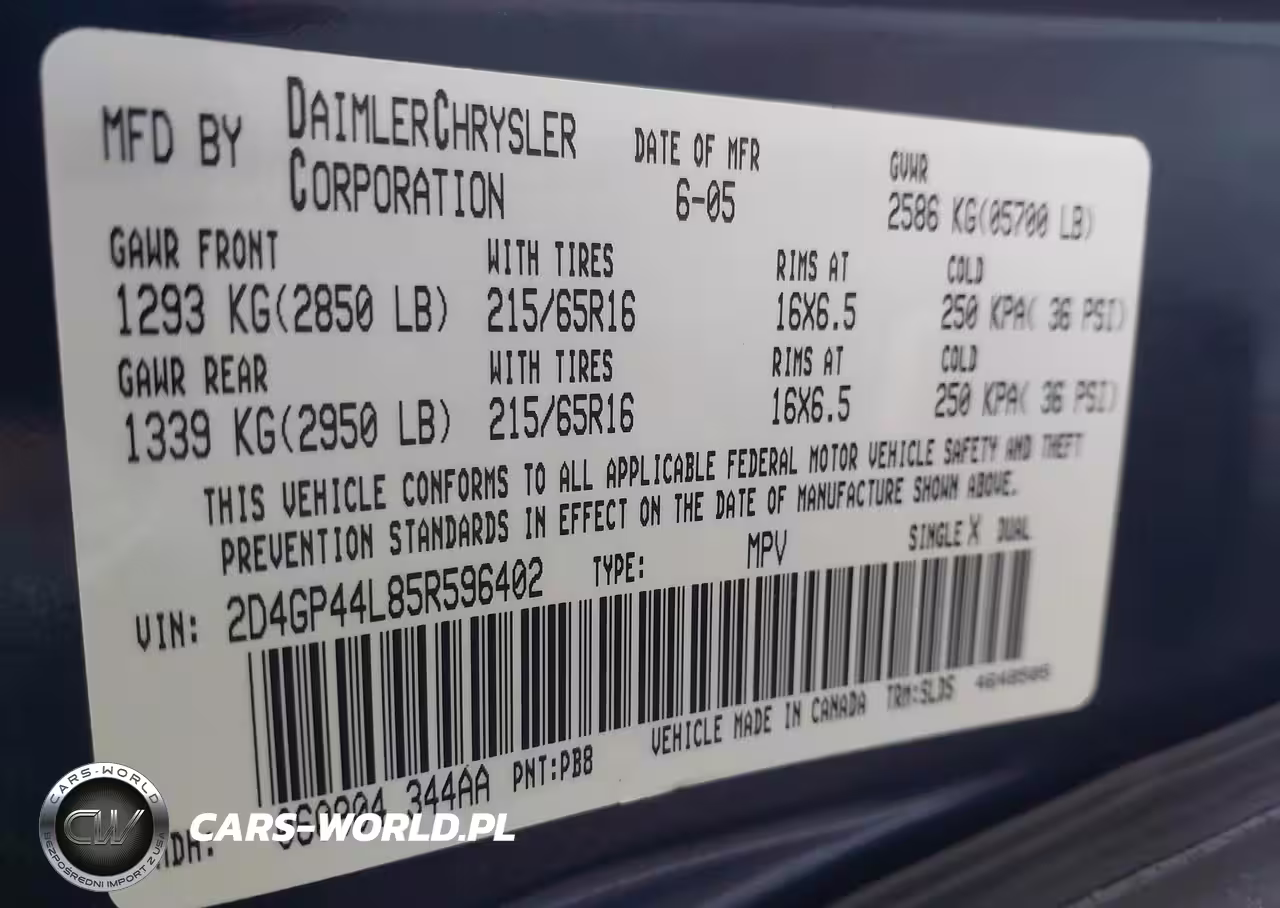 MFD BY DAIMLERCHRYSLER CORPORATION
DATE OF MFR
6-05
GVWR
2586 KG(05700 LB)
GAWR FRONT WITH TIRES RIMS AT COLD
1293 KG(2850 LB) 215/65R16 16X6.5 250 KPA( 36 PSI)
GAWR REAR WITH TIRES RIMS AT COLD
1339 KG(2950 LB) 215/65R16 16X6.5 250 KPA( 36 PSI)
THIS VEHICLE CONFORMS TO ALL APPLICABLE FEDERAL MOTOR VEHICLE SAFETY AND THEFT
PREVENTION STANDARDS IN EFFECT ON THE DATE OF MANUFACTURE SHOWN ABOVE.
VIN: 2D4GP44L85R596402 TYPE: MPV SINGLE X DUAL
344AA PNT:PB8 VEHICLE MADE IN CANADA TRM:SLDS
CARS-WORLD
CW
BEZPOŚREDNI IMPORT Z USA
CARS-WORLD.PL